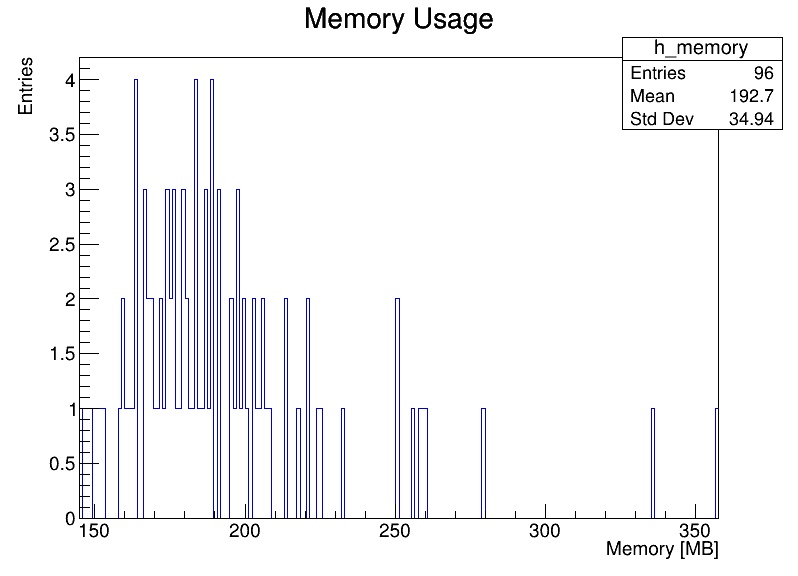 Memory Usage
h_memory
Entries 96
Mean 192.7
Std Dev 34.94
Entries
4
3.5
3
2.5
2
1.5
1
0.5
0
150 200 250 300 350
Memory [MB]